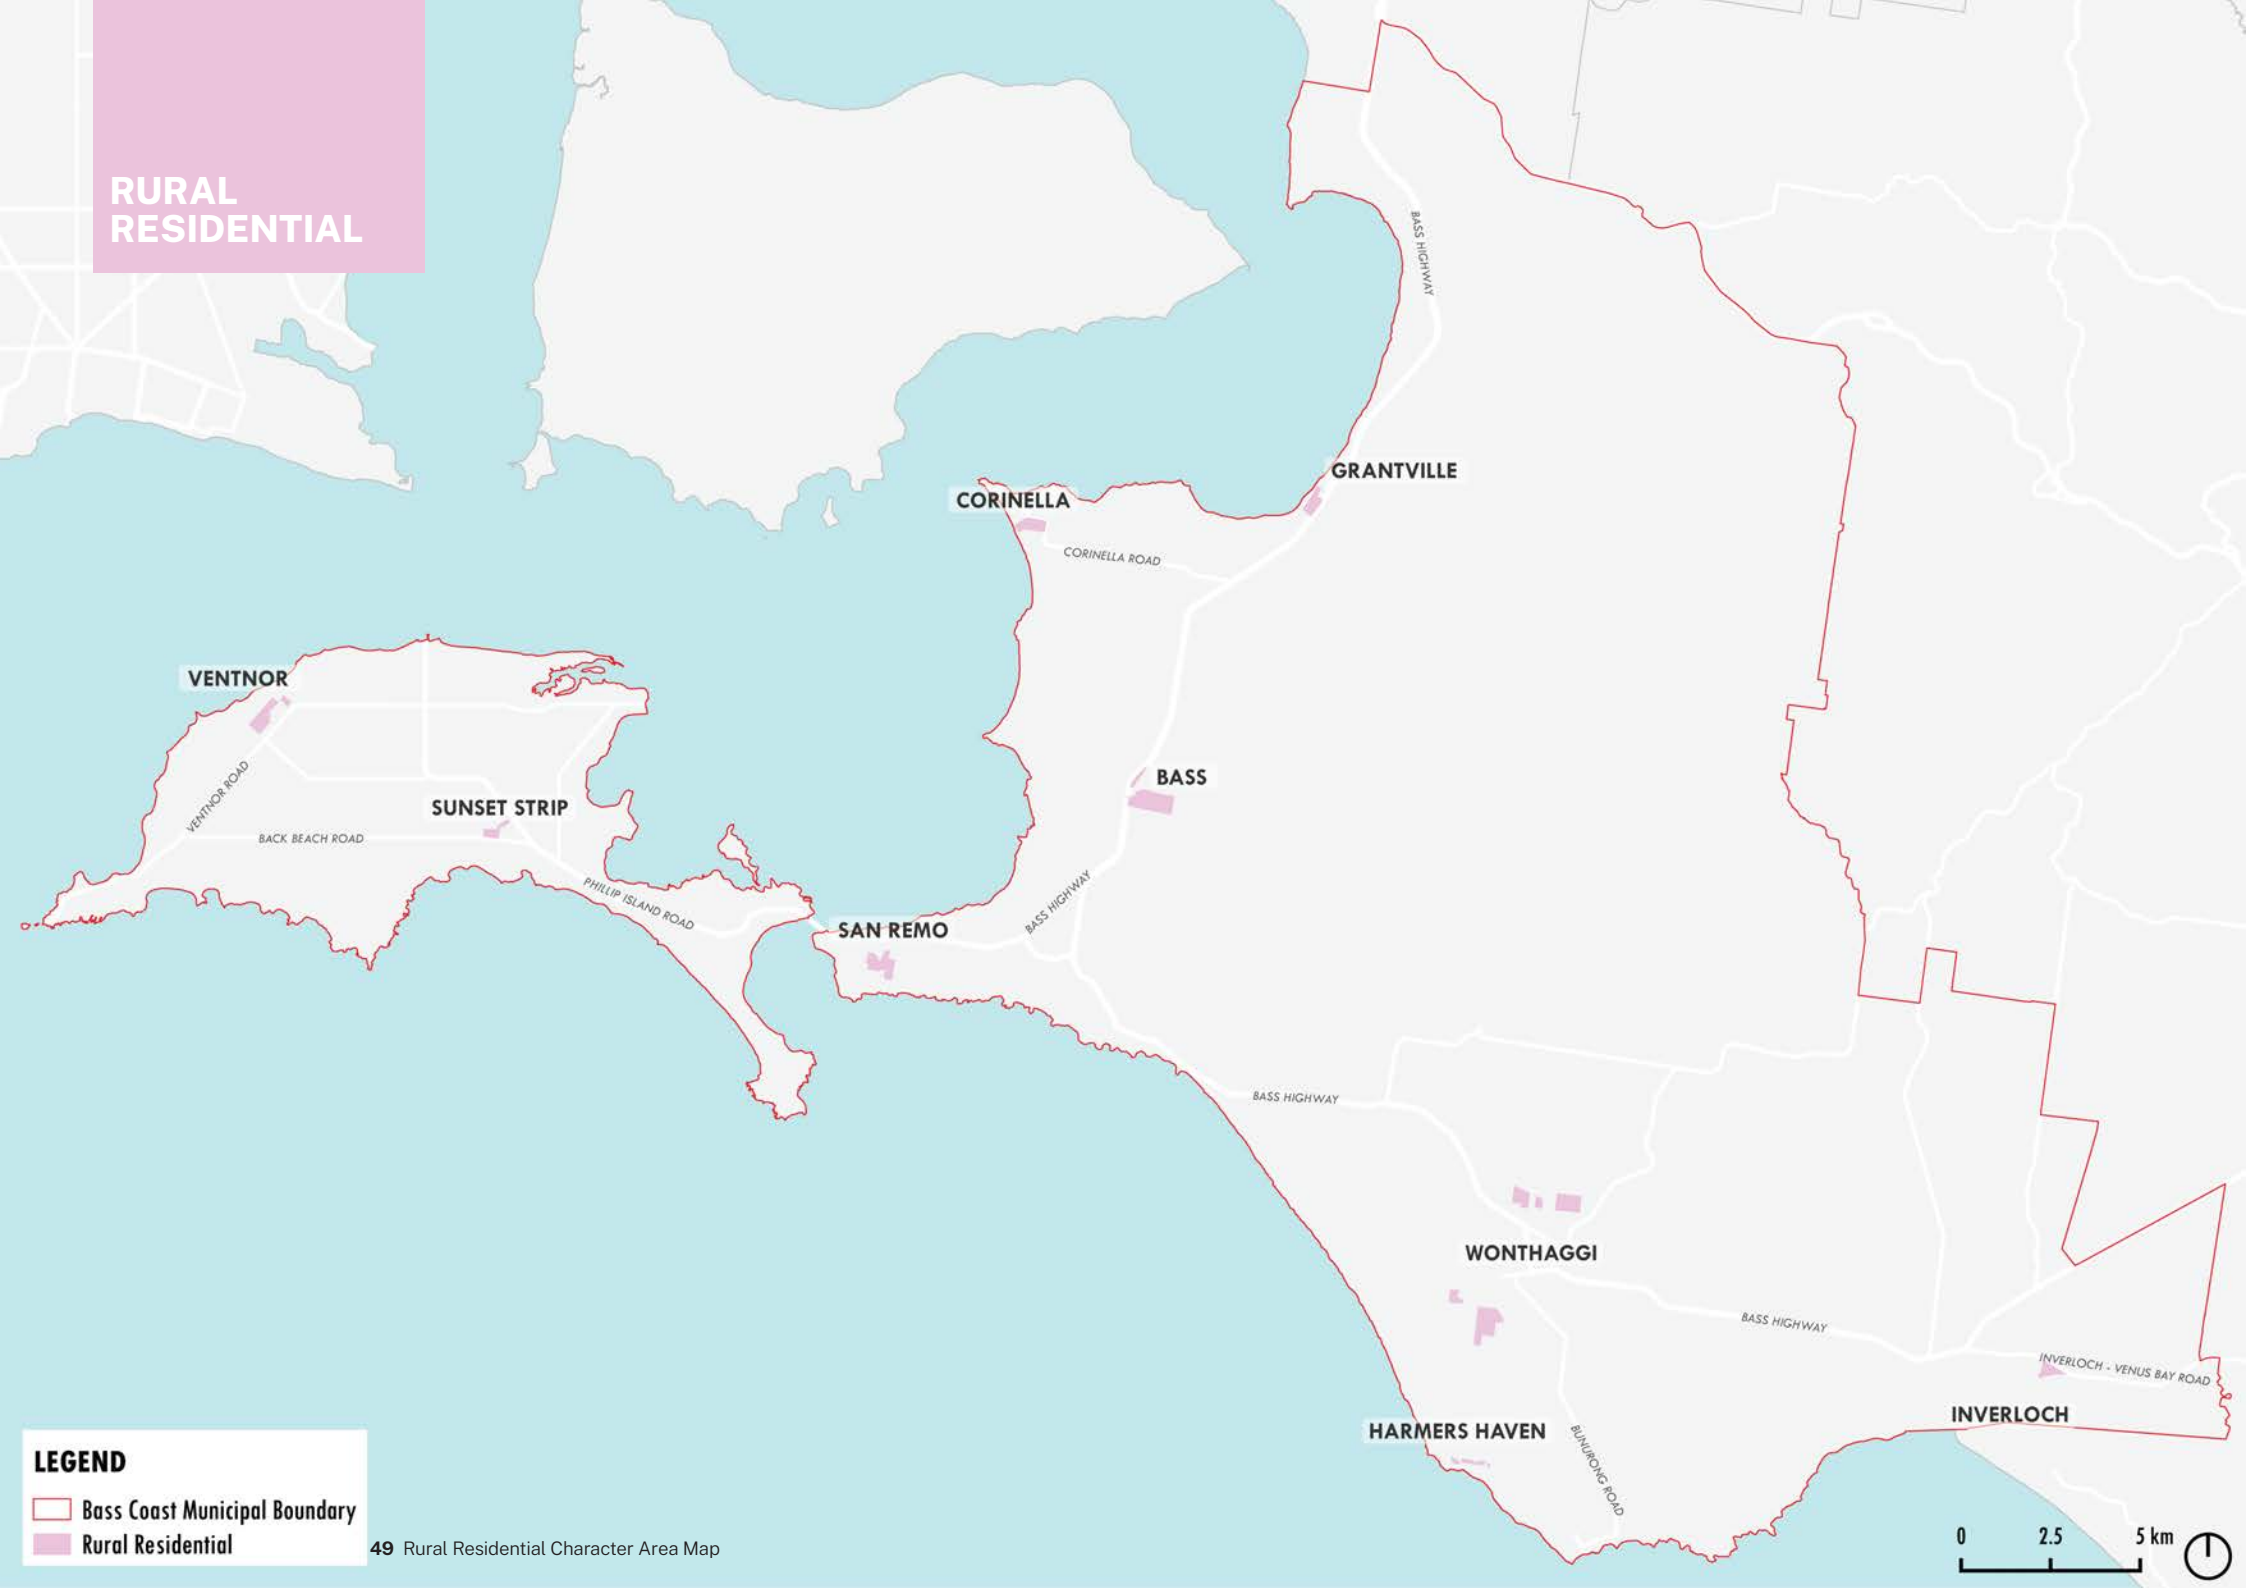 RURAL
RESIDENTIAL
BASS HIGHWAY
GRANTVILLE
CORINELLA
CORINELLA ROAD
VENTNOR
VENTNOR ROAD
BASS
SUNSET STRIP
BACK BEACH ROAD
PHILLIP ISLAND ROAD
BASS HIGHWAY
SAN REMO
BASS HIGHWAY
WONTHAGGI
BASS HIGHWAY
INVERLOCH - VENUS BAY ROAD
INVERLOCH
HARMERS HAVEN
BUNURONG ROAD
LEGEND
Bass Coast Municipal Boundary
Rural Residential
49 Rural Residential Character Area Map
0 2.5 5 km